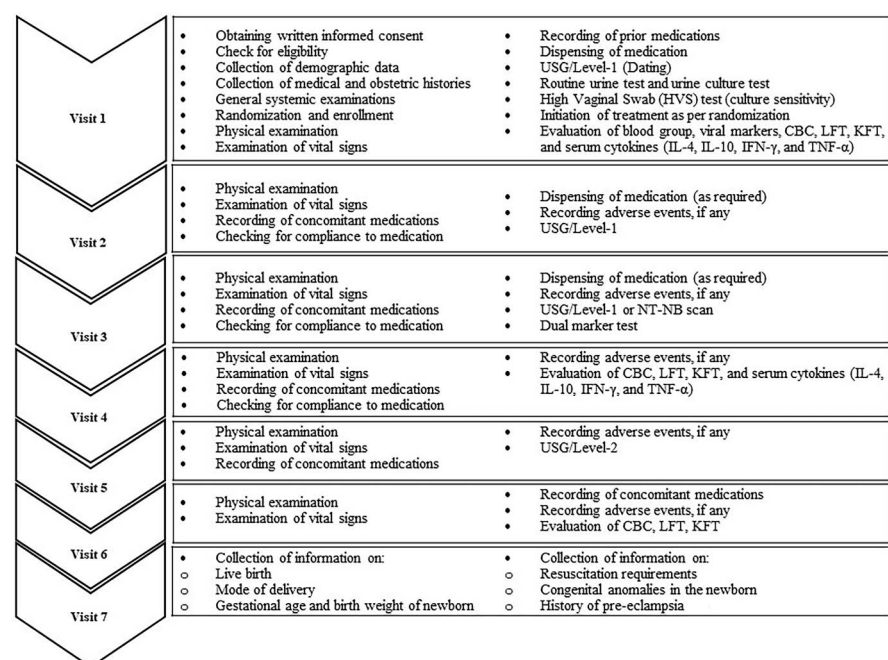 Visit 1
• Obtaining written informed consent
• Check for eligibility
• Collection of demographic data
• Collection of medical and obstetric histories
• General systemic examinations
• Randomization and enrollment
• Physical examination
• Examination of vital signs
• Recording of prior medications
• Dispensing of medication
• USG/Level-1 (Dating)
• Routine urine test and urine culture test
• High Vaginal Swab (HVS) test (culture sensitivity)
• Initiation of treatment as per randomization
• Evaluation of blood group, viral markers, CBC, LFT, KFT,
and serum cytokines (IL-4, IL-10, IFN-γ, and TNF-α)
Visit 2
• Physical examination
• Examination of vital signs
• Recording of concomitant medications
• Checking for compliance to medication
• Dispensing of medication (as required)
• Recording adverse events, if any
• USG/Level-1
Visit 3
• Physical examination
• Examination of vital signs
• Recording of concomitant medications
• Checking for compliance to medication
• Dispensing of medication (as required)
• Recording adverse events, if any
• USG/Level-1 or NT-NB scan
• Dual marker test
Visit 4
• Physical examination
• Examination of vital signs
• Recording of concomitant medications
• Checking for compliance to medication
• Recording adverse events, if any
• Evaluation of CBC, LFT, KFT, and serum cytokines (IL-4,
IL-10, IFN-γ, and TNF-α)
Visit 5
• Physical examination
• Examination of vital signs
• Recording of concomitant medications
• Recording adverse events, if any
• USG/Level-2
Visit 6
• Physical examination
• Examination of vital signs
• Recording of concomitant medications
• Recording adverse events, if any
• Evaluation of CBC, LFT, KFT
Visit 7
• Collection of information on:
o Live birth
o Mode of delivery
o Gestational age and birth weight of newborn
• Collection of information on:
o Resuscitation requirements
o Congenital anomalies in the newborn
o History of pre-eclampsia